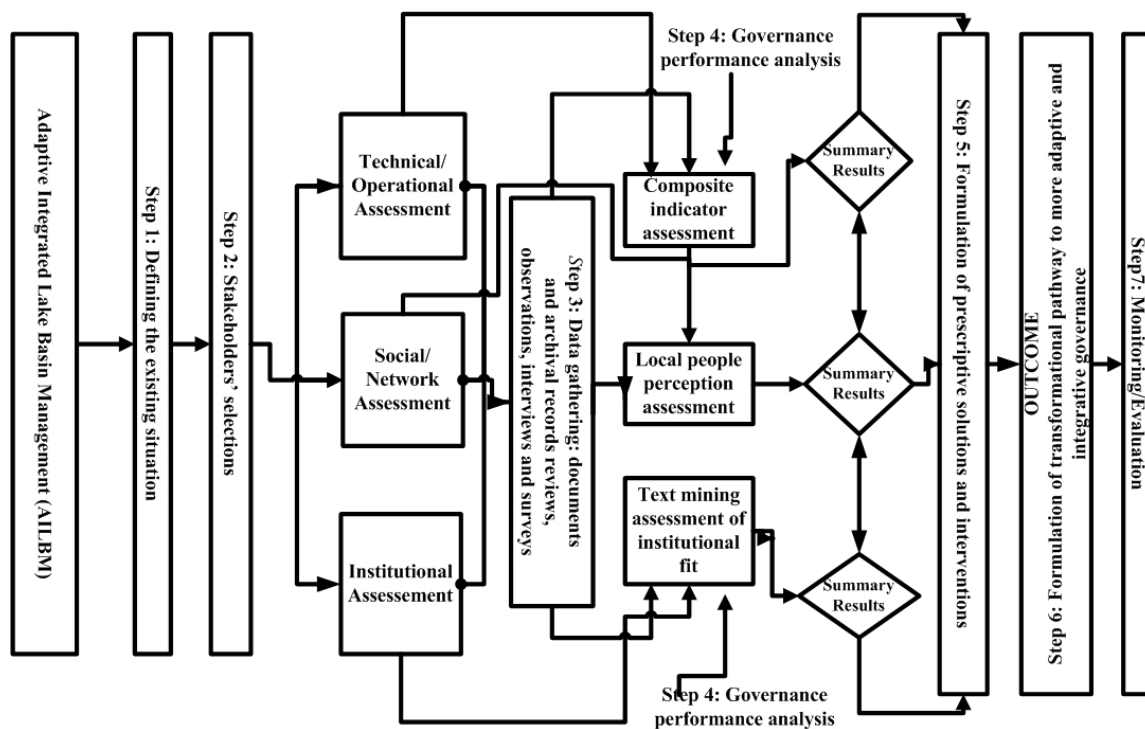 Adaptive Integrated Lake Basin Management (AILBM)
Step 1: Defining the existing situation
Step 2: Stakeholders' selections
Technical/
Operational
Assessment
Social/
Network
Assessment
Institutional
Assessement
Step 3: Data gathering: documents
and archival records reviews,
observations, interviews and surveys
Step 4: Governance
performance analysis
Composite
indicator
assessment
Local people
perception
assessment
Text mining
assessment of
institutional
fit
Step 4: Governance
performance analysis
Summary
Results
Summary
Results
Summary
Results
Step 5: Formulation of prescriptive solutions and interventions
OUTCOME
Step 6: Formulation of transformational pathway to more adaptive and
integrative governance
Step7: Monitoring/Evaluation